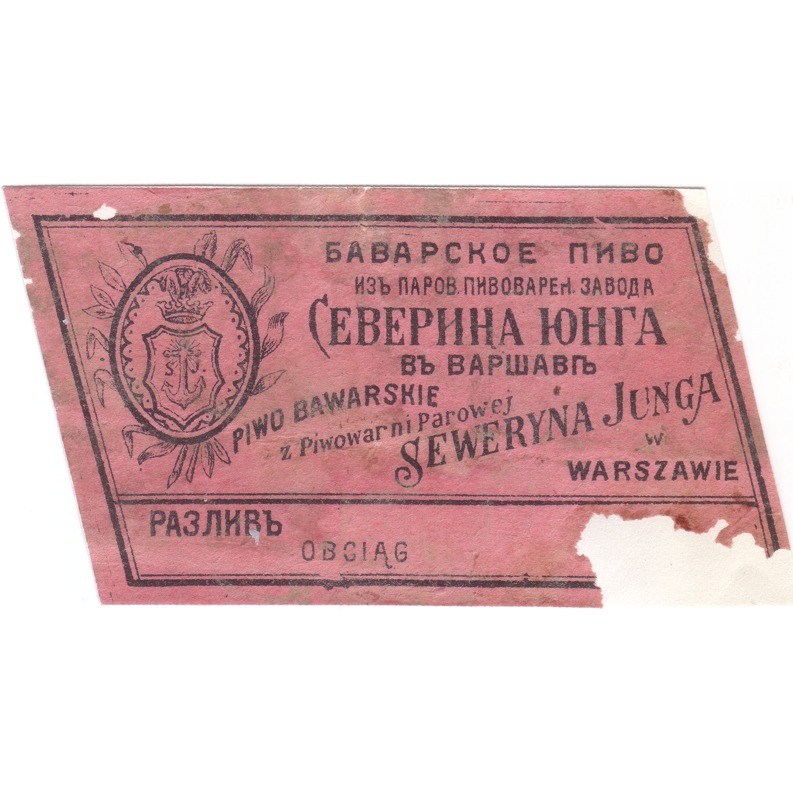 БАВАРСКОЕ ПИВО
ИЗЪ ПАРОВ. ПИВОВАРЕН. ЗАВОДА
СЕВЕРИНА ЮНГА
ВЪ ВАРШАВѢ
PIWO BAWARSKIE
z Piwowarni Parowej
SEWERYNA JUNGA
w
WARSZAWIE
S J
РАЗЛИВЪ
OBCIĄG